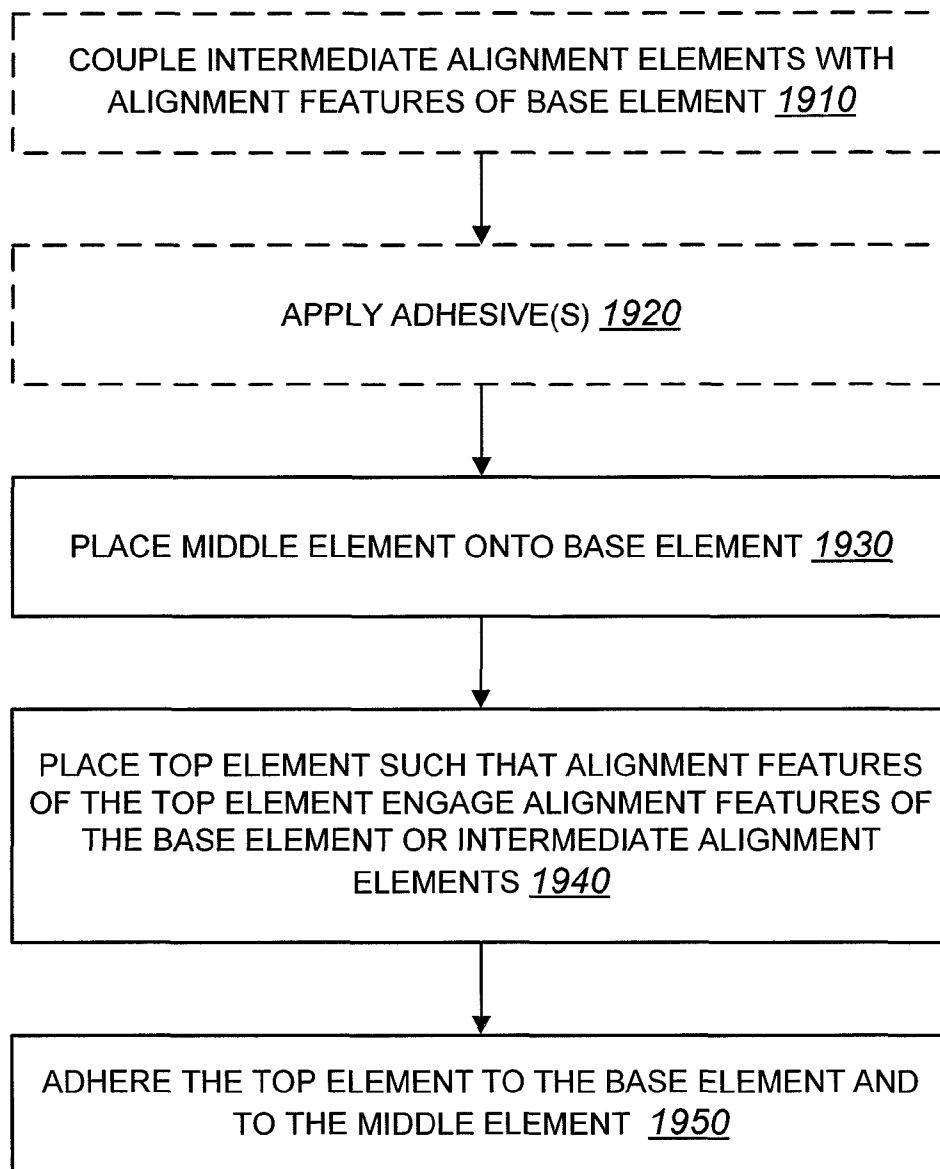 COUPLE INTERMEDIATE ALIGNMENT ELEMENTS WITH
ALIGNMENT FEATURES OF BASE ELEMENT 1910
APPLY ADHESIVE(S) 1920
PLACE MIDDLE ELEMENT ONTO BASE ELEMENT 1930
PLACE TOP ELEMENT SUCH THAT ALIGNMENT FEATURES
OF THE TOP ELEMENT ENGAGE ALIGNMENT FEATURES OF
THE BASE ELEMENT OR INTERMEDIATE ALIGNMENT
ELEMENTS 1940
ADHERE THE TOP ELEMENT TO THE BASE ELEMENT AND
TO THE MIDDLE ELEMENT 1950